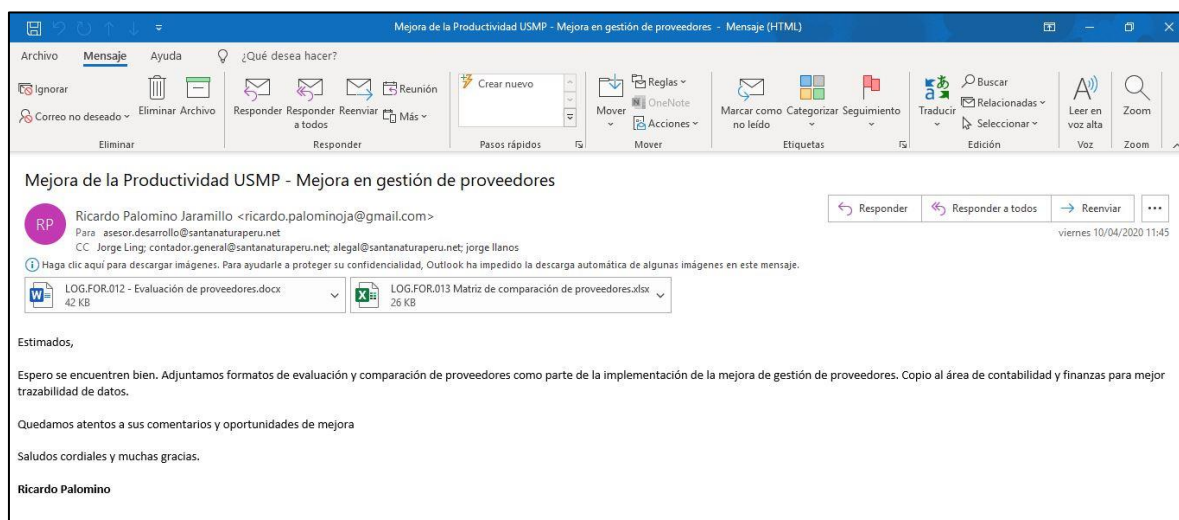 Mejora de la Productividad USMP - Mejora en gestión de proveedores - Mensaje (HTML)
Archivo Mensaje Ayuda ¿Qué desea hacer?
Ignorar
Correo no deseado
Eliminar Archivo
Responder Responder a todos Reenviar
Reunión
Más
Crear nuevo
Mover
Reglas
OneNote
Acciones
Marcar como no leído
Categorizar Seguimiento
Traducir
Buscar
Relacionadas
Seleccionar
Leer en voz alta
Zoom
Eliminar Responder Pasos rápidos Mover Etiquetas Edición Voz Zoom
Mejora de la Productividad USMP - Mejora en gestión de proveedores
RP
Ricardo Palomino Jaramillo <ricardo.palominoja@gmail.com>
Para asesor.desarrollo@santanaturaperu.net
CC Jorge Ling; contador.general@santanaturaperu.net; alegal@santanaturaperu.net; jorge llanos
Responder Responder a todos Reenviar ...
viernes 10/04/2020 11:45
Haga clic aquí para descargar imágenes. Para ayudarle a proteger su confidencialidad, Outlook ha impedido la descarga automática de algunas imágenes en este mensaje.
LOG.FOR.012 - Evaluación de proveedores.docx
42 KB
LOG.FOR.013 Matriz de comparación de proveedores.xlsx
26 KB
Estimados,
Espero se encuentren bien. Adjuntamos formatos de evaluación y comparación de proveedores como parte de la implementación de la mejora de gestión de proveedores. Copio al área de contabilidad y finanzas para mejor
trazabilidad de datos.
Quedamos atentos a sus comentarios y oportunidades de mejora
Saludos cordiales y muchas gracias.
Ricardo Palomino